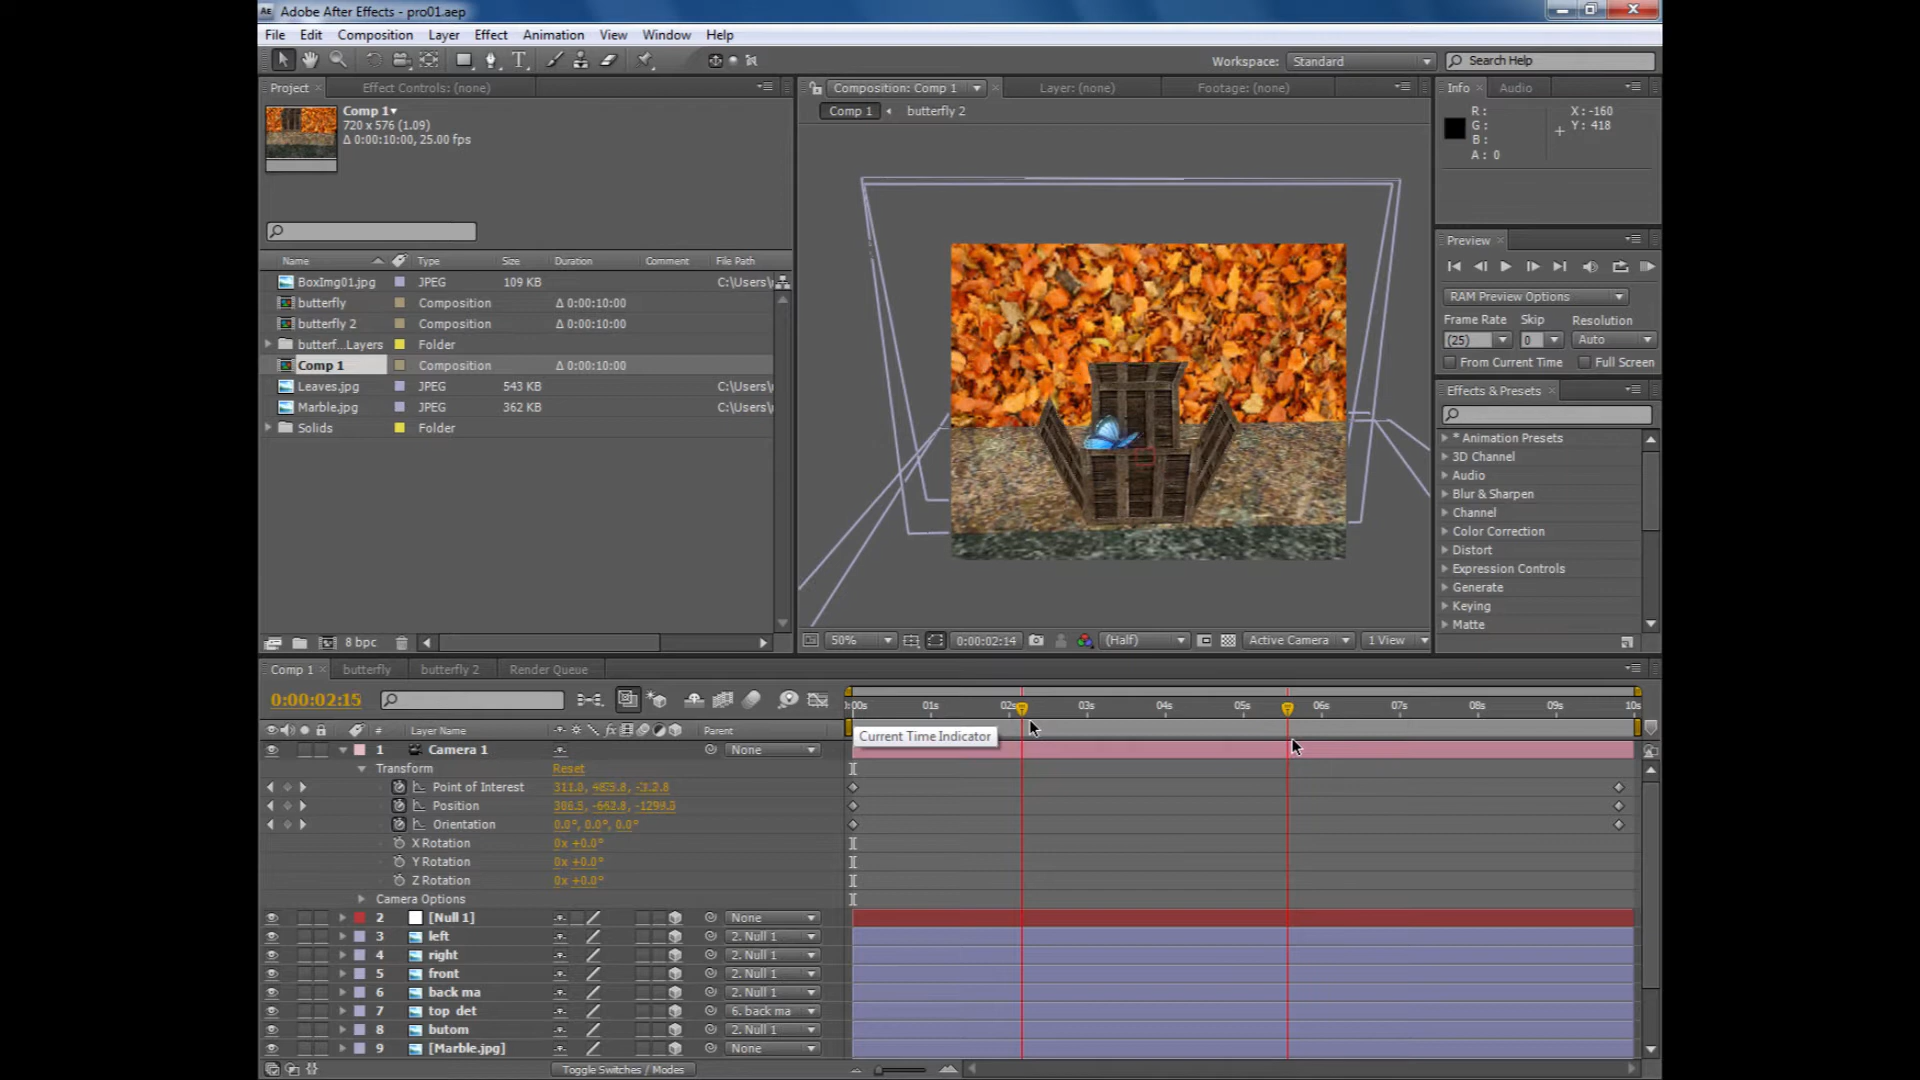 Adobe After Effects - pro01.aep
File Edit Composition Layer Effect Animation View Window Help
Workspace: Standard Search Help
Project Effect Controls: (none)
Composition: Comp 1 Layer: (none) Footage: (none)
Info Audio
Comp 1
720 x 576 (1.09)
Δ 0:00:10:00, 25.00 fps
Comp 1 butterfly 2
R: X: -160
G: Y: 418
B:
A: 0
Preview
RAM Preview Options
Frame Rate Skip Resolution
(25) 0 Auto
From Current Time Full Screen
Name Type Size Duration Comment File Path
BoxImg01.jpg JPEG 109 KB C:\Users\
butterfly Composition Δ 0:00:10:00
butterfly 2 Composition Δ 0:00:10:00
butterf...Layers Folder
Comp 1 Composition Δ 0:00:10:00
Leaves.jpg JPEG 543 KB C:\Users\
Marble.jpg JPEG 362 KB C:\Users\
Solids Folder
Effects & Presets
* Animation Presets
3D Channel
Audio
Blur & Sharpen
Channel
Color Correction
Distort
Expression Controls
Generate
Keying
Matte
8 bpc
50% 0:00:02:14 (Half) Active Camera 1 View
Comp 1 butterfly butterfly 2 Render Queue
0:00:02:15
:00s 01s 02s 03s 04s 05s 06s 07s 08s 09s 10s
# Layer Name fx Parent
Current Time Indicator
1 Camera 1 None
Transform Reset
Point of Interest
Position
Orientation 0.0°, 0.0°, 0.0°
X Rotation 0x +0.0°
Y Rotation 0x +0.0°
Z Rotation 0x +0.0°
Camera Options
2 [Null 1] None
3 left 2. Null 1
4 right 2. Null 1
5 front 2. Null 1
6 back ma 2. Null 1
7 top det 6. back ma
8 butom 2. Null 1
9 [Marble.jpg] None
Toggle Switches / Modes